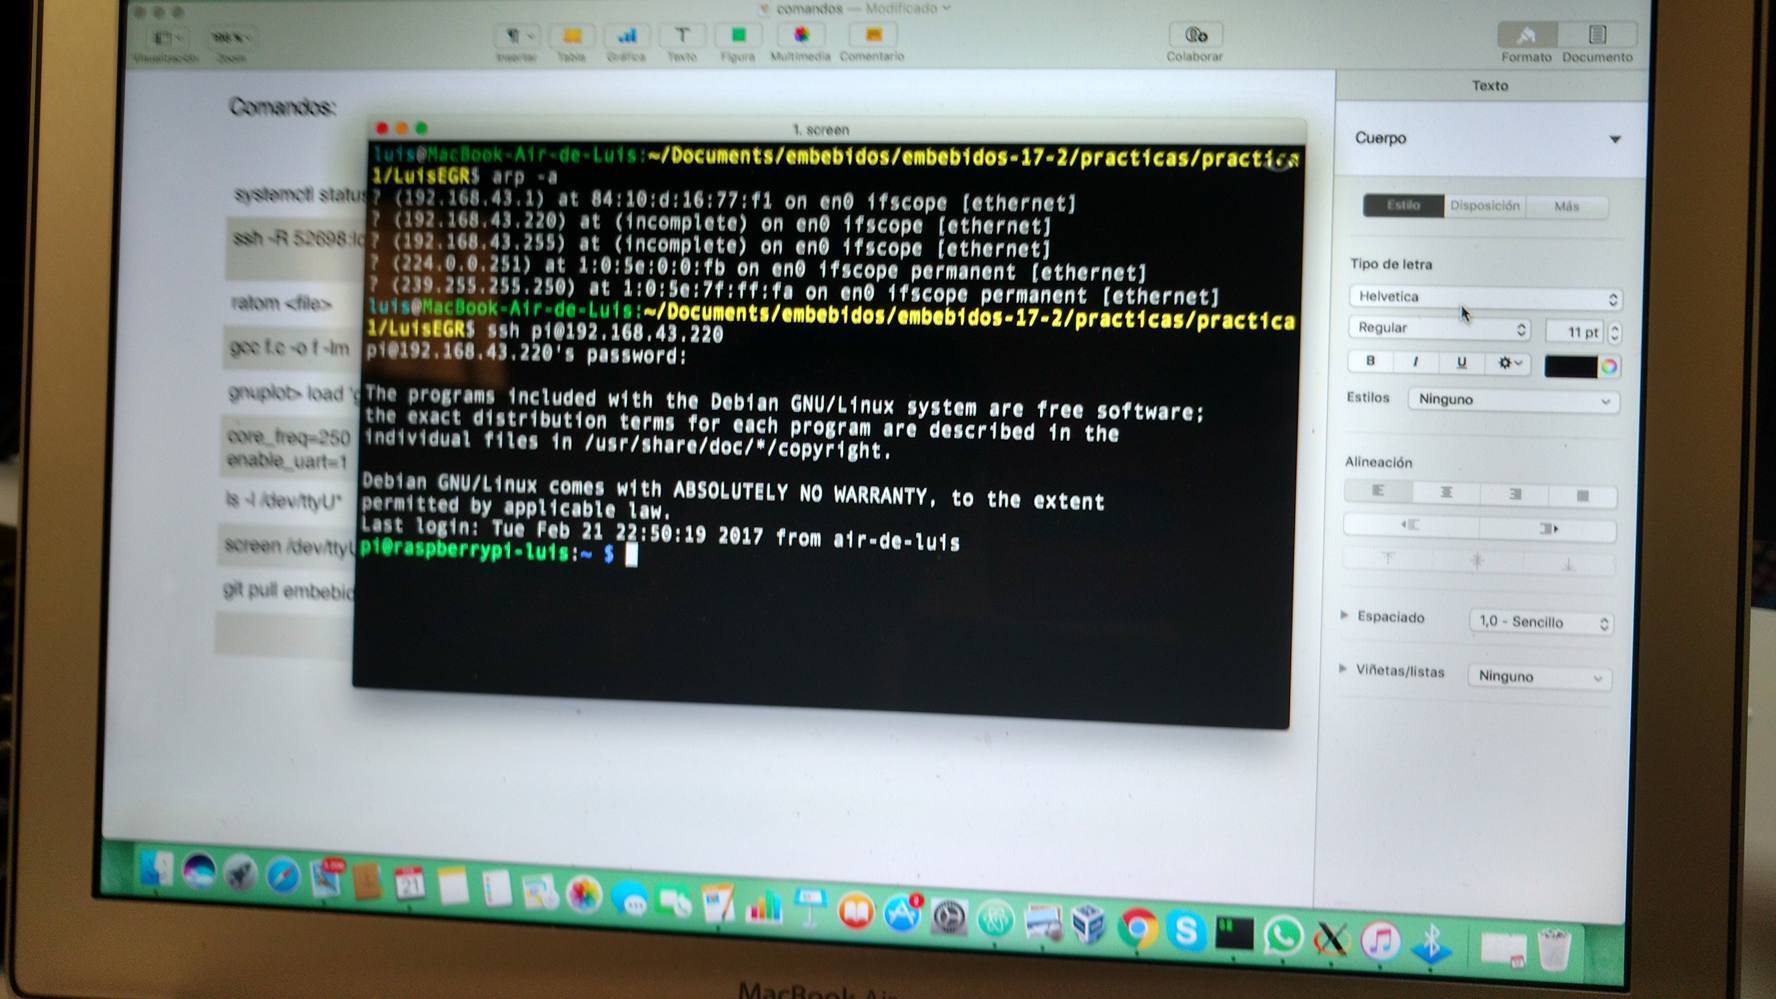 comandos — Modificado
Visualización
Zoom
Insertar
Tabla
Gráfica
Texto
Figura
Multimedia
Comentario
Colaborar
Formato
Documento
Comandos:
systemctl status
ssh -R 52698:lo
ratom <file>
gcc f.c -o f -lm
gnuplot> load 'g
core_freq=250
enable_uart=1
ls -l /dev/ttyU*
screen /dev/ttyU
git pull embebid
1. screen
luis@MacBook-Air-de-Luis:~/Documents/embebidos/embebidos-17-2/practicas/practica
1/LuisEGR$ arp -a
? (192.168.43.1) at 84:10:d:16:77:f1 on en0 ifscope [ethernet]
? (192.168.43.220) at (incomplete) on en0 ifscope [ethernet]
? (192.168.43.255) at (incomplete) on en0 ifscope [ethernet]
? (224.0.0.251) at 1:0:5e:0:0:fb on en0 ifscope permanent [ethernet]
? (239.255.255.250) at 1:0:5e:7f:ff:fa on en0 ifscope permanent [ethernet]
luis@MacBook-Air-de-Luis:~/Documents/embebidos/embebidos-17-2/practicas/practica
1/LuisEGR$ ssh pi@192.168.43.220
pi@192.168.43.220's password:
The programs included with the Debian GNU/Linux system are free software;
the exact distribution terms for each program are described in the
individual files in /usr/share/doc/*/copyright.
Debian GNU/Linux comes with ABSOLUTELY NO WARRANTY, to the extent
permitted by applicable law.
Last login: Tue Feb 21 22:50:19 2017 from air-de-luis
pi@raspberrypi-luis:~ $
Texto
Cuerpo
Estilo
Disposición
Más
Tipo de letra
Helvetica
Regular
11 pt
B
I
U
Estilos
Ninguno
Alineación
Espaciado
1,0 - Sencillo
Viñetas/listas
Ninguno
21
MacBook Air